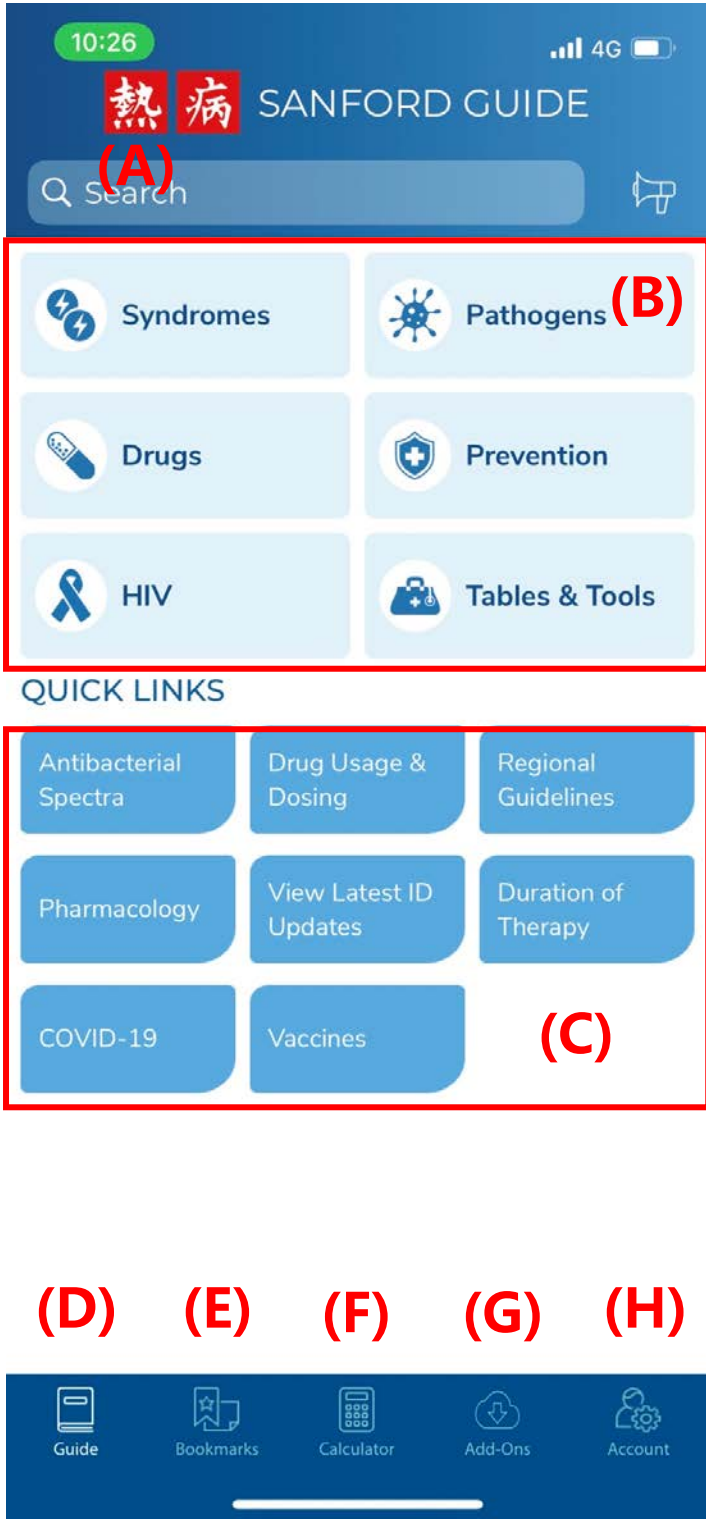 10:26
4G
熱病 SANFORD GUIDE
(A)
Search
(B)
Syndromes
Pathogens
Drugs
Prevention
HIV
Tables & Tools
QUICK LINKS
Antibacterial
Spectra
Drug Usage &
Dosing
Regional
Guidelines
Pharmacology
View Latest ID
Updates
Duration of
Therapy
COVID-19
Vaccines
(C)
(D)
(E)
(F)
(G)
(H)
Guide
Bookmarks
Calculator
Add-Ons
Account